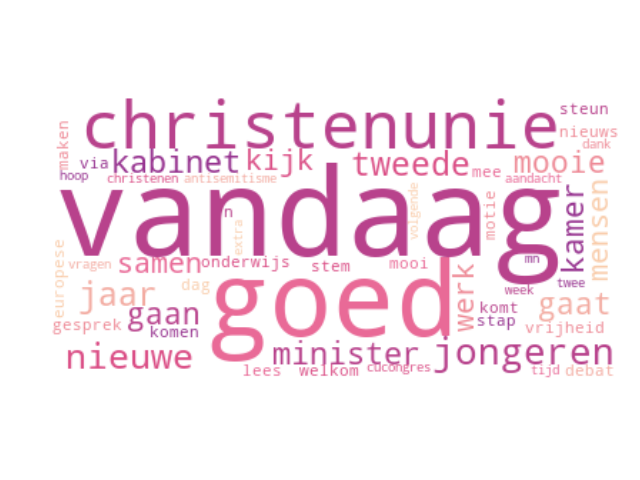 christenunie steun
maken nieuws
dank
via kabinet kijk tweede mee mooie
hoop christenen antisemitisme aandacht
vandaag
n extra volgende motie kamer mensen
europese vragen samen onderwijs stem mooi mn
goed werk
dag week twee
jaar gaan komt gaat
gesprek komen stap vrijheid
nieuwe minister jongeren
lees welkom cucongres tijd debat